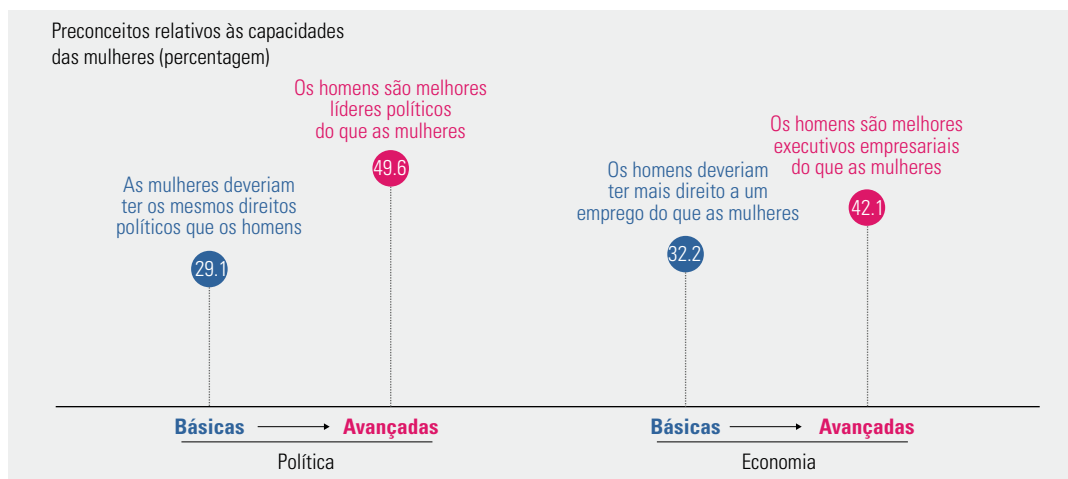 Preconceitos relativos às capacidades
das mulheres (percentagem)
Os homens são melhores
líderes políticos
do que as mulheres
49.6
As mulheres deveriam
ter os mesmos direitos
políticos que os homens
29.1
Os homens são melhores
executivos empresariais
do que as mulheres
42.1
Os homens deveriam
ter mais direito a um
emprego do que as mulheres
32.2
Básicas
Avançadas
Básicas
Avançadas
Política
Economia